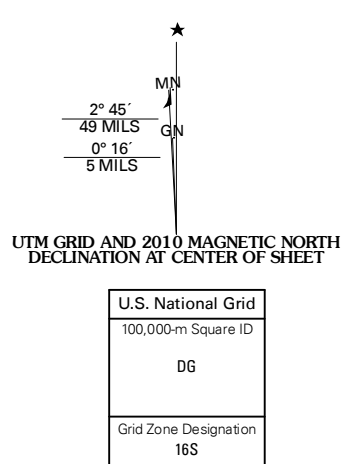 ★
MN
2° 45´
49 MILS
GN
0° 16´
5 MILS
UTM GRID AND 2010 MAGNETIC NORTH
DECLINATION AT CENTER OF SHEET
U.S. National Grid
100,000-m Square ID
DG
Grid Zone Designation
16S